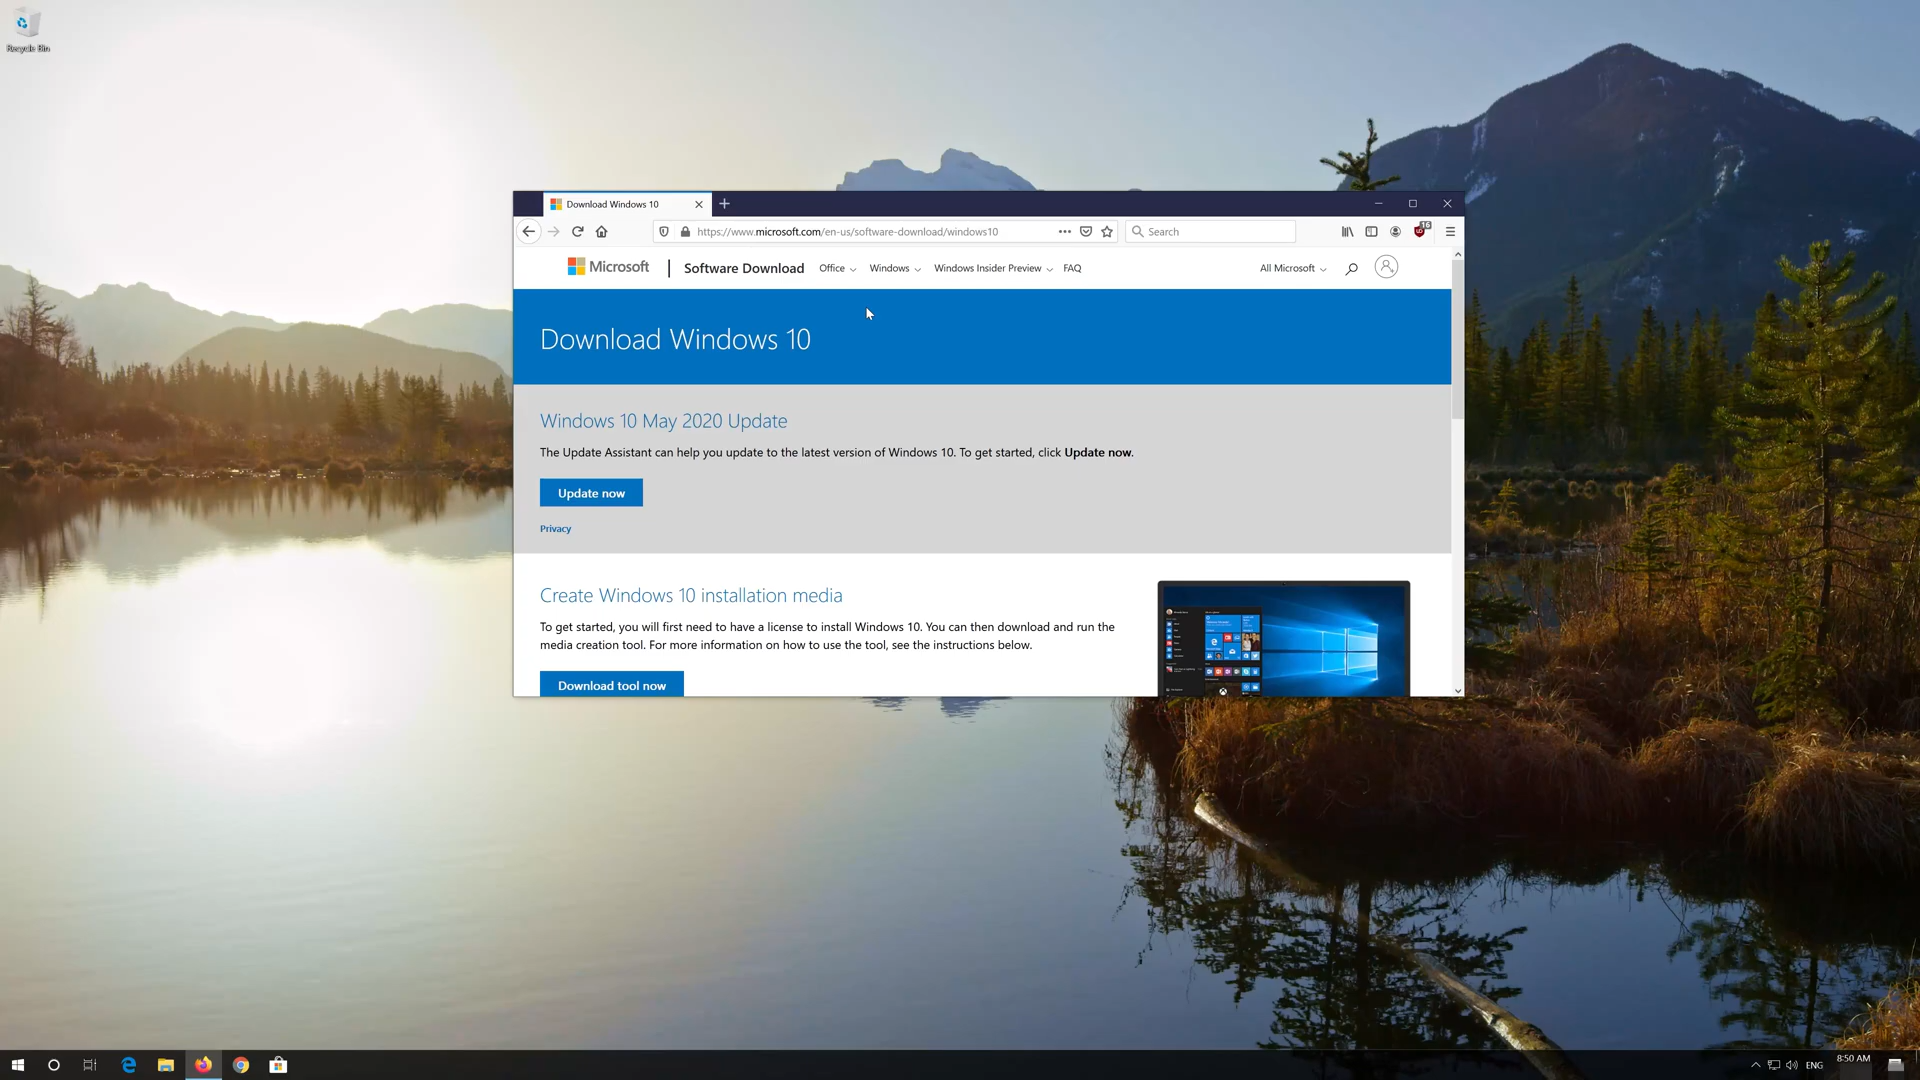 Recycle Bin
Download Windows 10
https://www.microsoft.com/en-us/software-download/windows10
Search
16
Microsoft
Software Download
Office
Windows
Windows Insider Preview
FAQ
All Microsoft
Download Windows 10
Windows 10 May 2020 Update
The Update Assistant can help you update to the latest version of Windows 10. To get started, click Update now.
Update now
Privacy
Create Windows 10 installation media
To get started, you will first need to have a license to install Windows 10. You can then download and run the
media creation tool. For more information on how to use the tool, see the instructions below.
Download tool now
ENG
8:50 AM